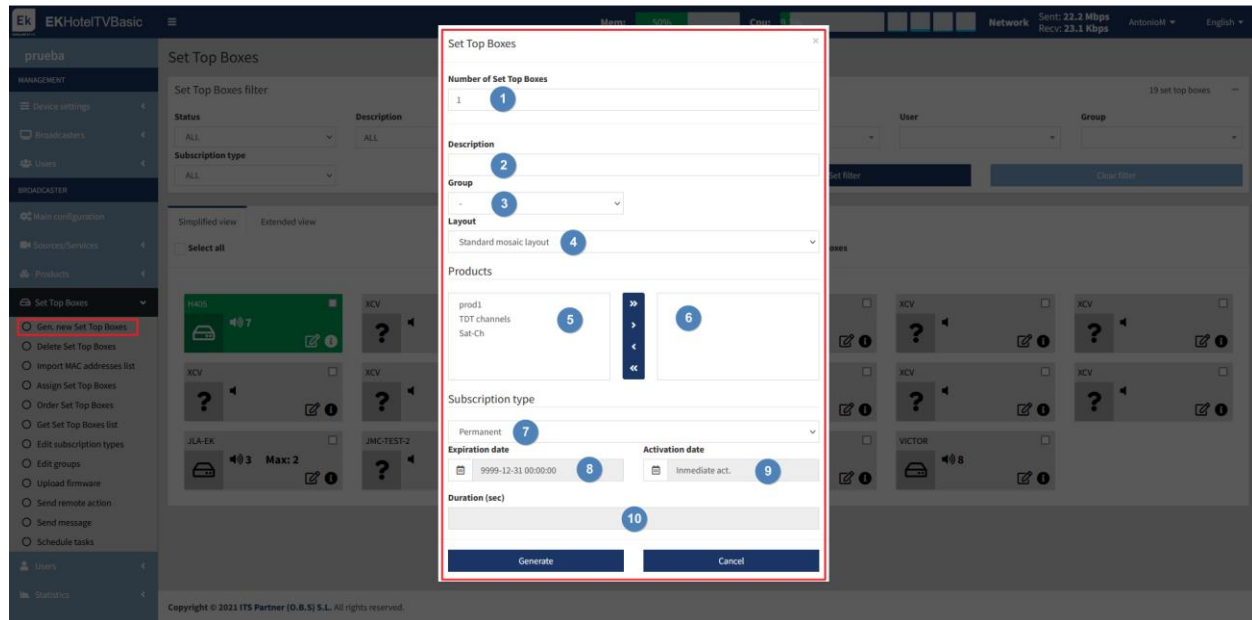 Ek EKHotelTVBasic
Mem: 50% Cpu:
Network
Sent: 22.2 Mbps
Recv: 23.1 Kbps
AntonioM
English
prueba
MANAGEMENT
Device settings
Broadcasters
Users
BROADCASTER
Main configuration
Sources/Services
Products
Set Top Boxes
Gen. new Set Top Boxes
Delete Set Top Boxes
Import MAC addresses list
Assign Set Top Boxes
Order Set Top Boxes
Get Set Top Boxes list
Edit subscription types
Edit groups
Upload firmware
Send remote action
Send message
Schedule tasks
Users
Statistics
Set Top Boxes
Set Top Boxes filter
19 set top boxes
Status
Description
User
Group
ALL
ALL
Subscription type
ALL
Set filter
Clear filter
Simplified view Extended view
Select all
oxes
H405
7
XCV
?
XCV
?
XCV
?
XCV
?
XCV
?
XCV
?
XCV
?
JLA-EK
3 Max: 2
JMC-TEST-2
?
VICTOR
8
Set Top Boxes
×
Number of Set Top Boxes
1
1
Description
2
Group
-
3
Layout
Standard mosaic layout
4
Products
prod1
TDT channels
Sat-Ch
5
»
›
‹
«
6
Subscription type
Permanent
7
Expiration date
Activation date
9999-12-31 00:00:00
8
Inmediate act.
9
Duration (sec)
10
Generate
Cancel
Copyright © 2021 ITS Partner (O.B.S) S.L. All rights reserved.